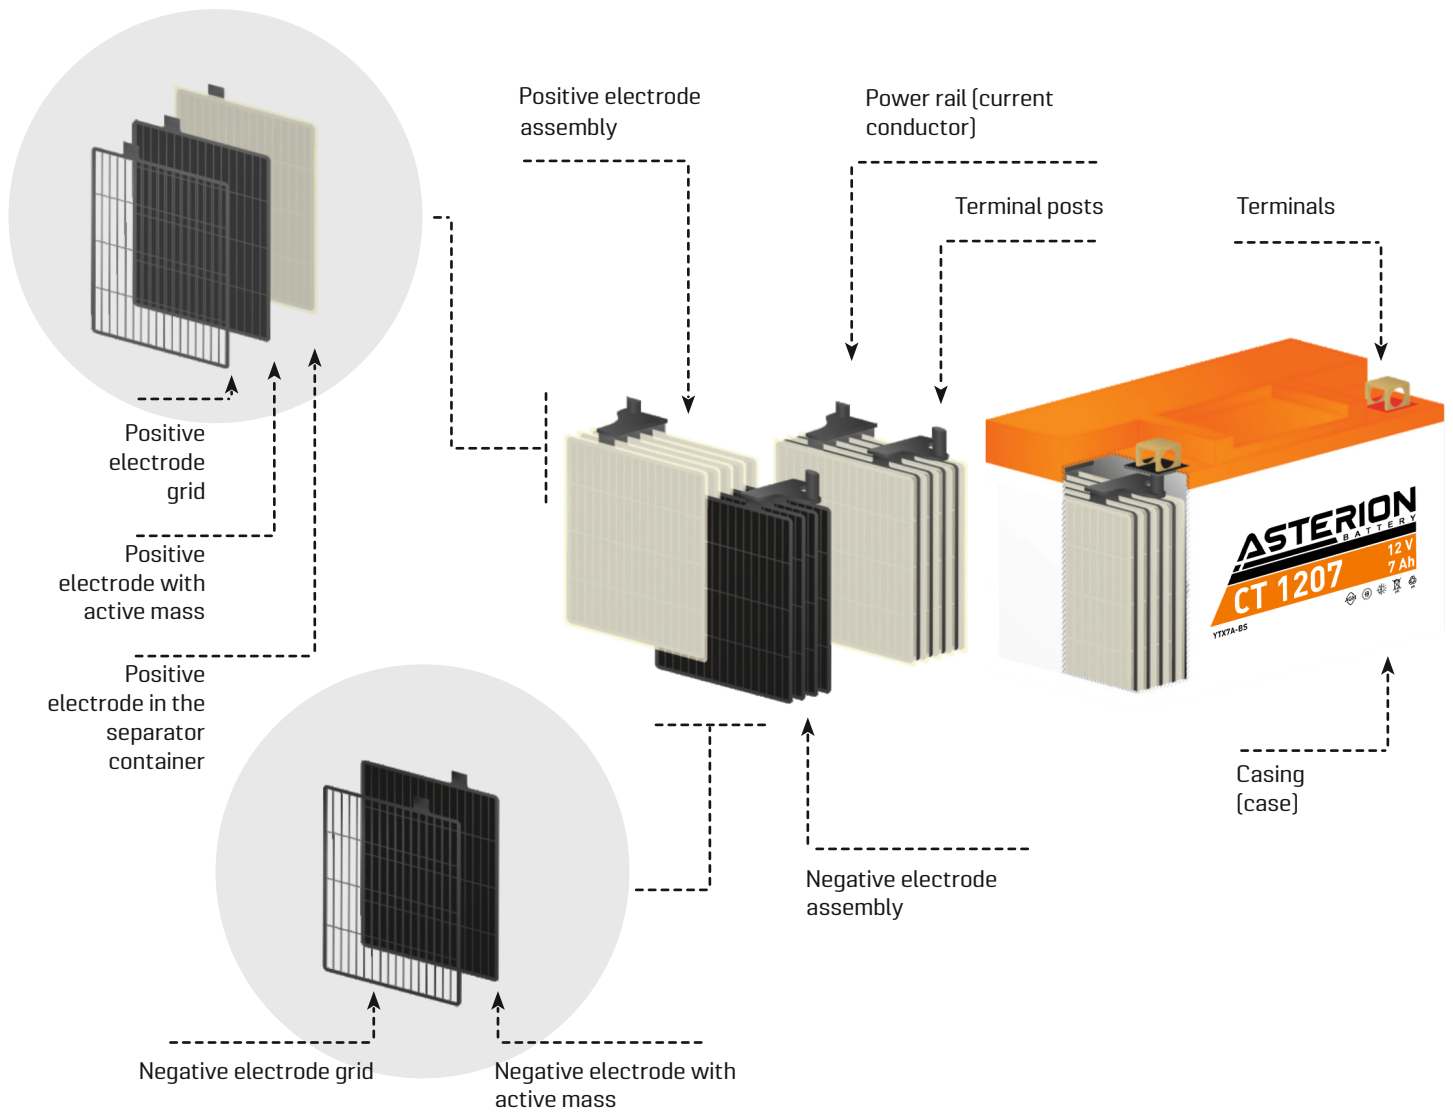 Positive electrode
assembly
Power rail (current
conductor)
Terminal posts
Terminals
Positive
electrode
grid
Positive
electrode with
active mass
Positive
electrode in the
separator
container
ASTERION
BATTERY
12 V
7 Ah
CT 1207
YTX7A-BS
Casing
(case)
Negative electrode
assembly
Negative electrode grid
Negative electrode with
active mass